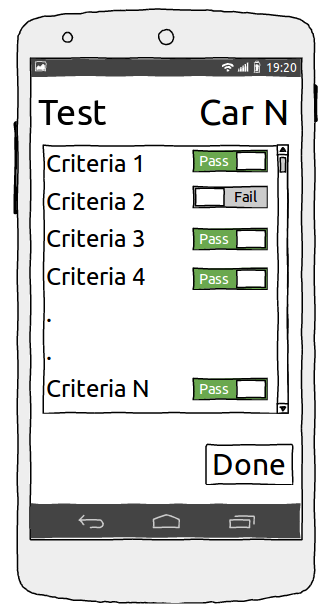 19:20
Test Car N
Criteria 1 Pass
Criteria 2 Fail
Criteria 3 Pass
Criteria 4 Pass
.
.
Criteria N Pass
Done